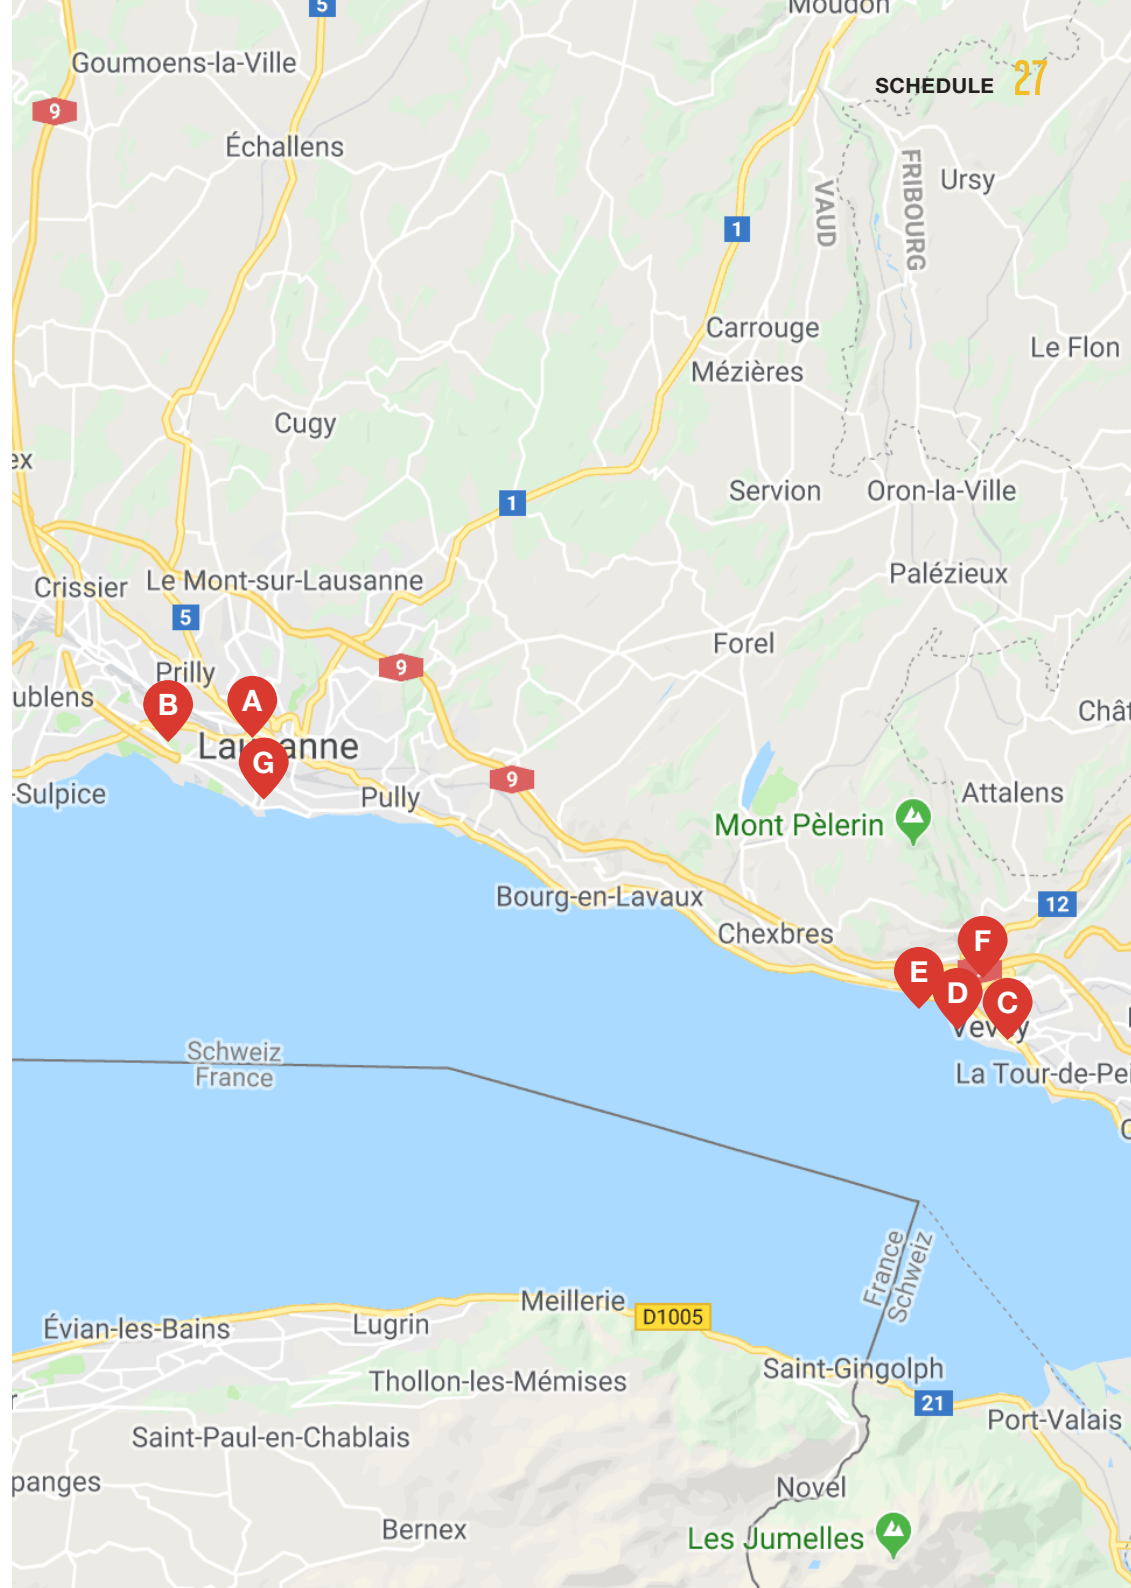 Moudon
5
Goumoens-la-Ville
SCHEDULE 27
9
Échallens
FRIBOURG
Ursy
VAUD
1
Carrouge
Le Flon
Mézières
Cugy
ex
Servion
Oron-la-Ville
1
Palézieux
Crissier
Le Mont-sur-Lausanne
5
Forel
9
Prilly
ublens
B
A
Chât
Lausanne
G
9
-Sulpice
Pully
Attalens
Mont Pèlerin
Bourg-en-Lavaux
12
Chexbres
F
E
D
C
Vevey
La Tour-de-Pei
Schweiz
France
France
Schweiz
Meillerie
D1005
Évian-les-Bains
Lugrin
Saint-Gingolph
Thollon-les-Mémises
21
Port-Valais
Saint-Paul-en-Chablais
panges
Novel
Bernex
Les Jumelles